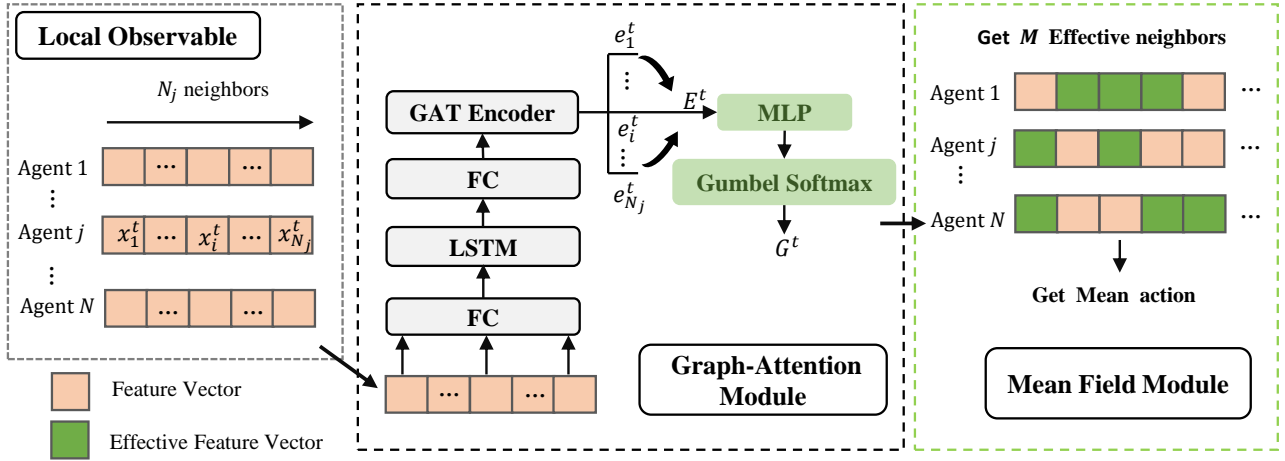 Local Observable
N_j neighbors
Agent 1
... ...
⋮
Agent j
x_1^t ... x_i^t ... x_{N_j}^t
⋮
Agent N
... ...
Feature Vector
Effective Feature Vector
GAT Encoder
FC
LSTM
FC
... ...
e_1^t
⋮
e_i^t
⋮
e_{N_j}^t
E^t
MLP
Gumbel Softmax
G^t
Graph-Attention
Module
Get M Effective neighbors
Agent 1 ...
Agent j ...
⋮
Agent N ...
Get Mean action
Mean Field Module